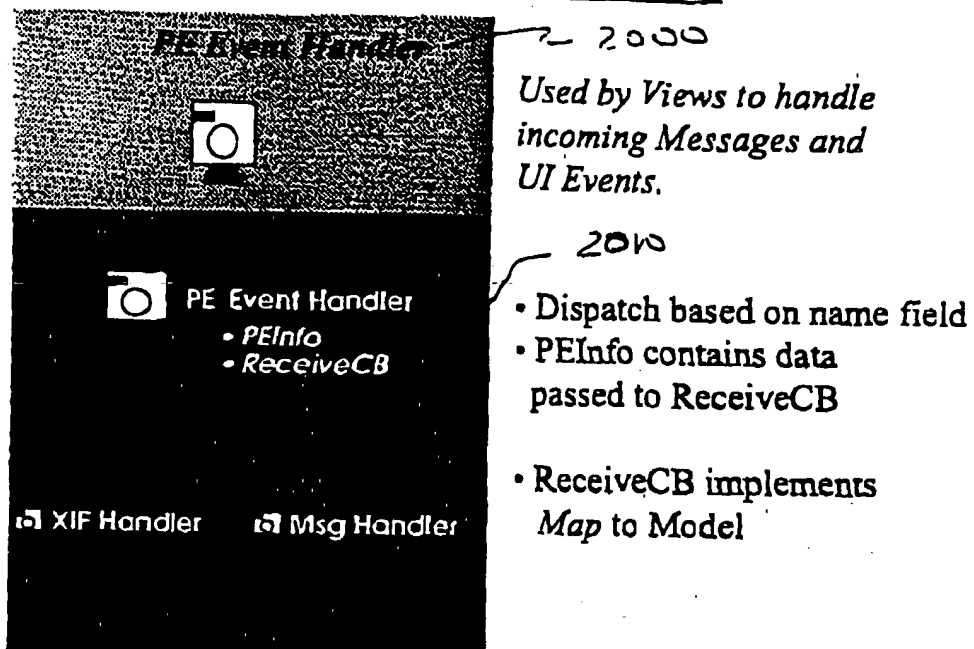 PE Event Handler
2000
Used by Views to handle
incoming Messages and
UI Events.
2010
PE Event Handler
• PEInfo
• ReceiveCB
XIF Handler
Msg Handler
• Dispatch based on name field
• PEInfo contains data
passed to ReceiveCB
• ReceiveCB implements
Map to Model